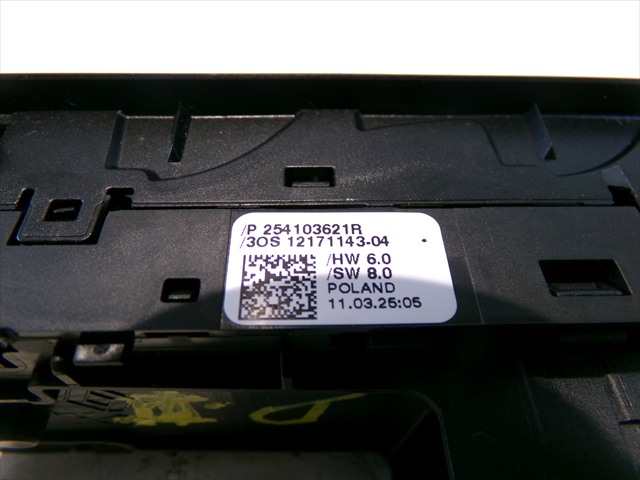 /P 254103621R
/3OS 12171143-04
/HW 6.0
/SW 8.0
POLAND
11.03.25:05